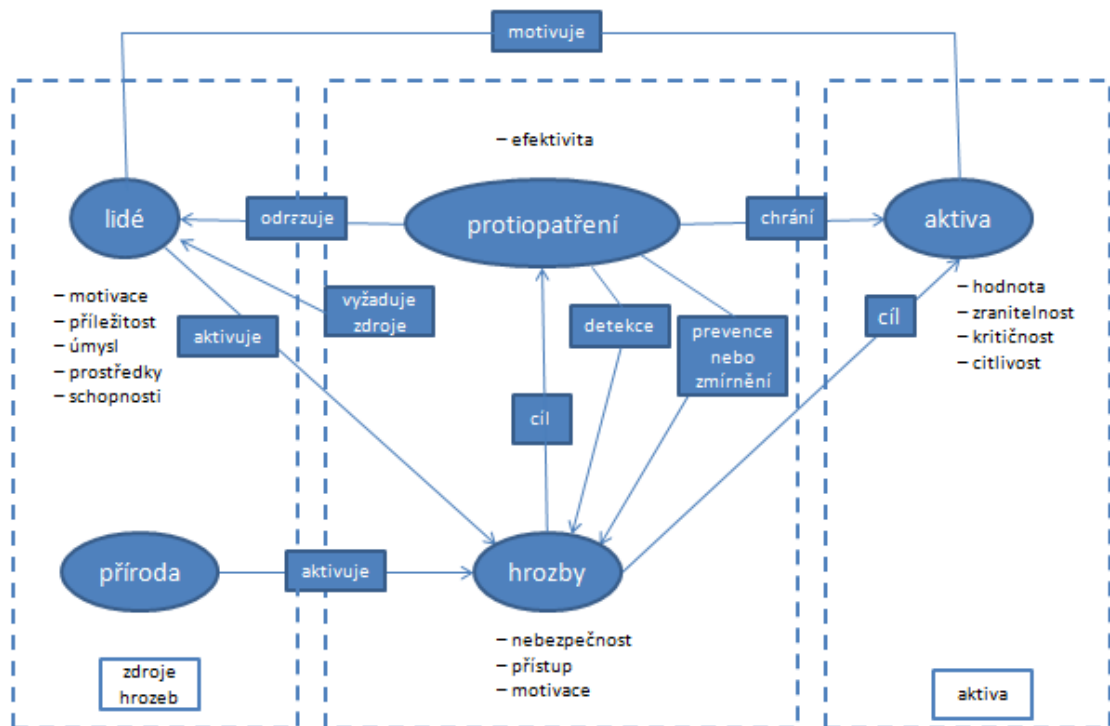 motivuje
– efektivita
lidé
odrzuje
protiopatření
chrání
aktiva
– motivace
– příležitost
– úmysl
– prostředky
– schopnosti
aktivuje
vyžaduje
zdroje
detekce
prevence
nebo
zmírnění
cíl
– hodnota
– zranitelnost
– kritičnost
– citlivost
cíl
příroda
aktivuje
hrozby
– nebezpečnost
– přístup
– motivace
zdroje
hrozeb
aktiva